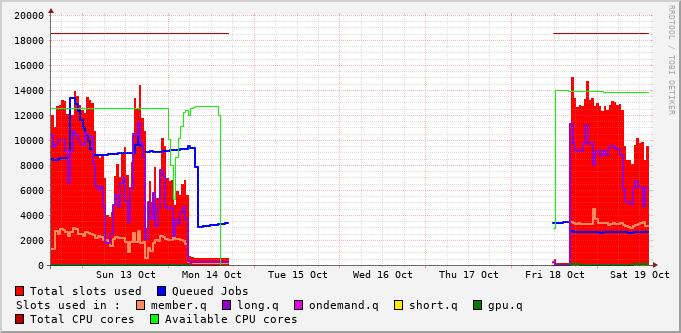 20000
18000
16000
14000
12000
10000
8000
6000
4000
2000
0
Sun 13 Oct Mon 14 Oct Tue 15 Oct Wed 16 Oct Thu 17 Oct Fri 18 Oct Sat 19 Oct
RRDTOOL / TOBI OETIKER
Total slots used Queued Jobs
Slots used in : member.q long.q ondemand.q short.q gpu.q
Total CPU cores Available CPU cores